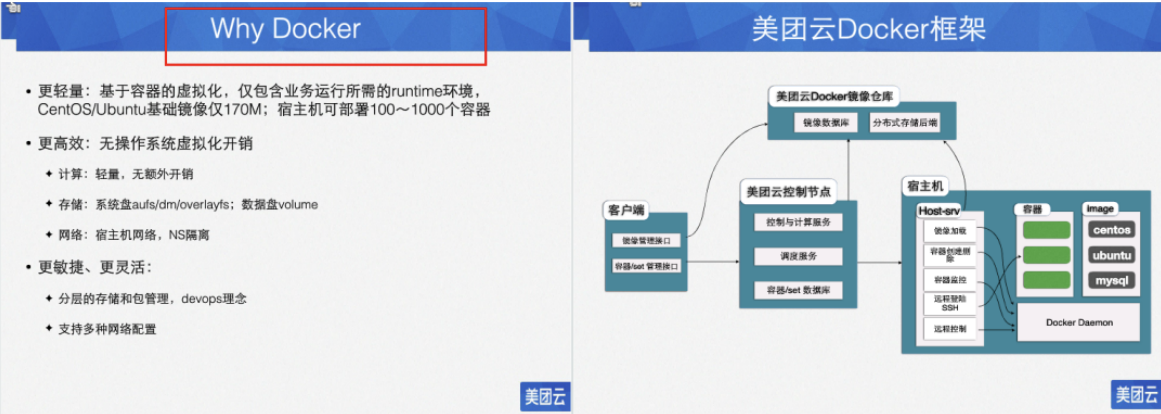 Why Docker
• 更轻量：基于容器的虚拟化，仅包含业务运行所需的runtime环境，
CentOS/Ubuntu基础镜像仅170M；宿主机可部署100～1000个容器
• 更高效：无操作系统虚拟化开销
✦ 计算：轻量，无额外开销
✦ 存储：系统盘aufs/dm/overlayfs；数据盘volume
✦ 网络：宿主机网络，NS隔离
• 更敏捷、更灵活：
✦ 分层的存储和包管理，devops理念
✦ 支持多种网络配置
美团云
美团云Docker框架
美团云Docker镜像仓库
镜像数据库
分布式存储后端
客户端
镜像管理接口
容器/set 管理接口
美团云控制节点
控制与计算服务
调度服务
容器/set 数据库
宿主机
Host-srv
镜像加载
容器创建删
除
容器监控
远程登陆
SSH
远程控制
容器
image
centos
ubuntu
mysql
Docker Daemon
美团云